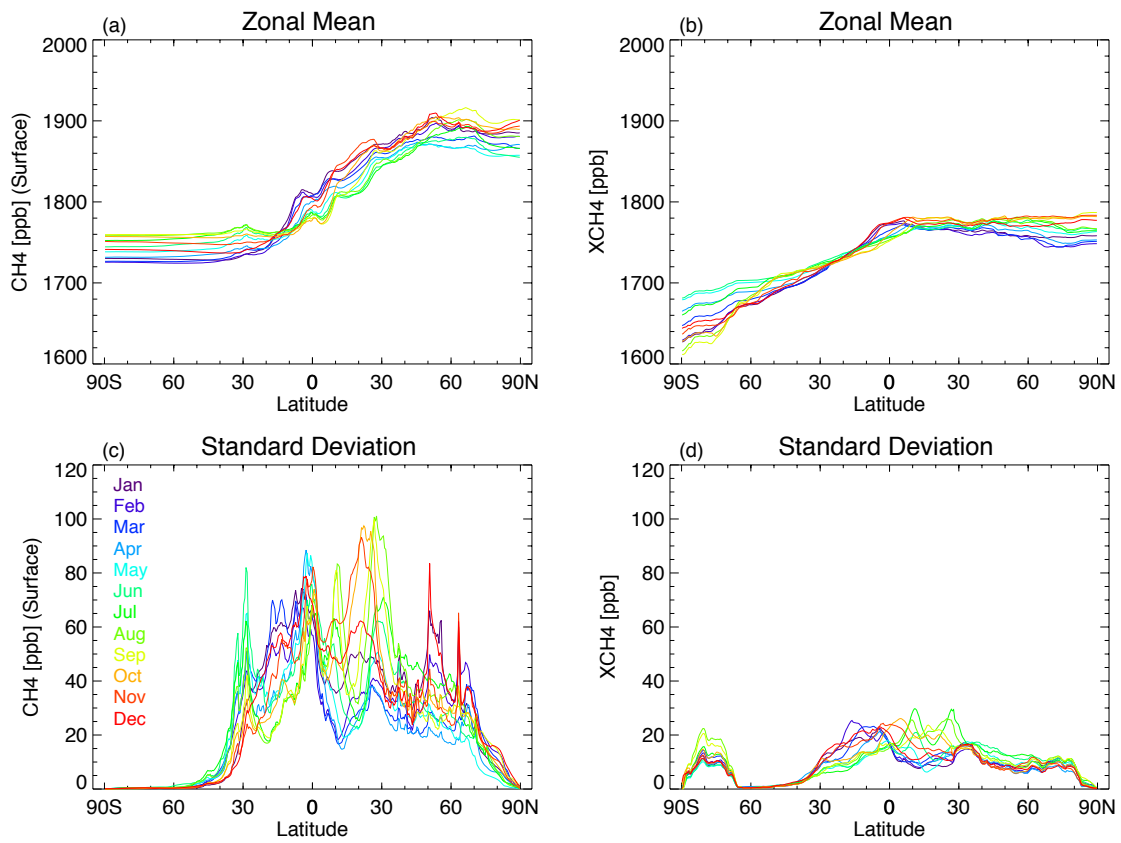 (a) Zonal Mean
2000
1900
1800
1700
1600
CH4 [ppb] (Surface)
90S 60 30 0 30 60 90N
Latitude
(b) Zonal Mean
2000
1900
1800
1700
1600
XCH4 [ppb]
90S 60 30 0 30 60 90N
Latitude
(c) Standard Deviation
120
100
80
60
40
20
0
CH4 [ppb] (Surface)
Jan
Feb
Mar
Apr
May
Jun
Jul
Aug
Sep
Oct
Nov
Dec
90S 60 30 0 30 60 90N
Latitude
(d) Standard Deviation
120
100
80
60
40
20
0
XCH4 [ppb]
90S 60 30 0 30 60 90N
Latitude